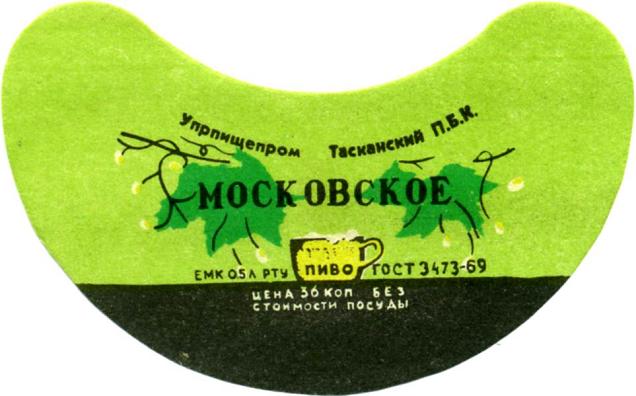 Упрпищепром Тасканский П.Б.К.
МОСКОВСКОЕ
ЕМК 0.5 Л РТУ ПИВО ГОСТ 3473-69
ЦЕНА 36 КОП. БЕЗ
СТОИМОСТИ ПОСУДЫ